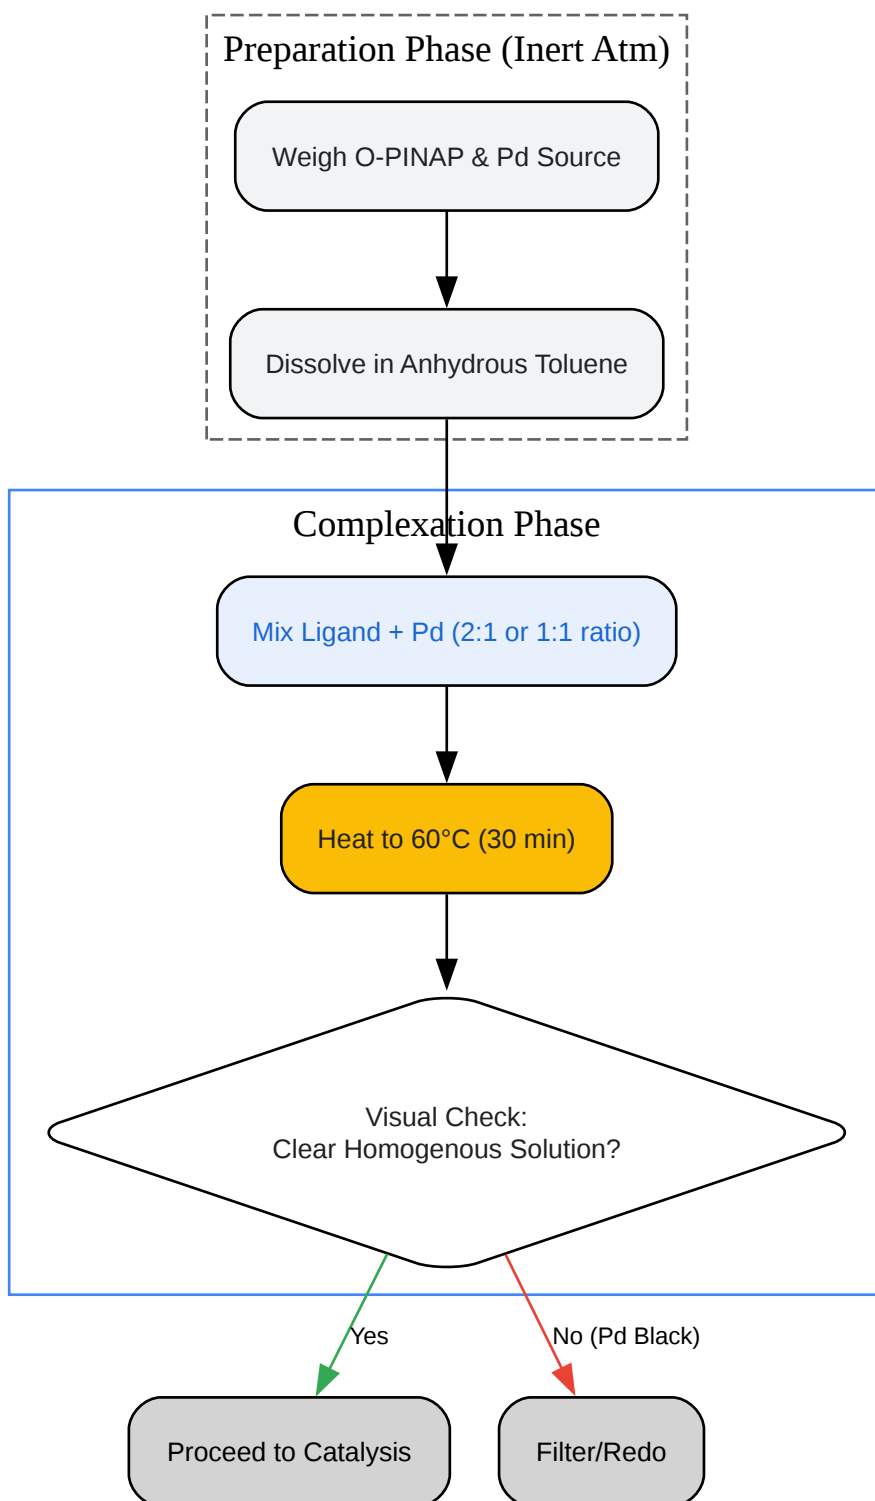 Preparation Phase (Inert Atm)
Weigh O-PINAP & Pd Source
Dissolve in Anhydrous Toluene
Complexation Phase
Mix Ligand + Pd (2:1 or 1:1 ratio)
Heat to 60°C (30 min)
Visual Check:
Clear Homogenous Solution?
Yes
No (Pd Black)
Proceed to Catalysis
Filter/Redo